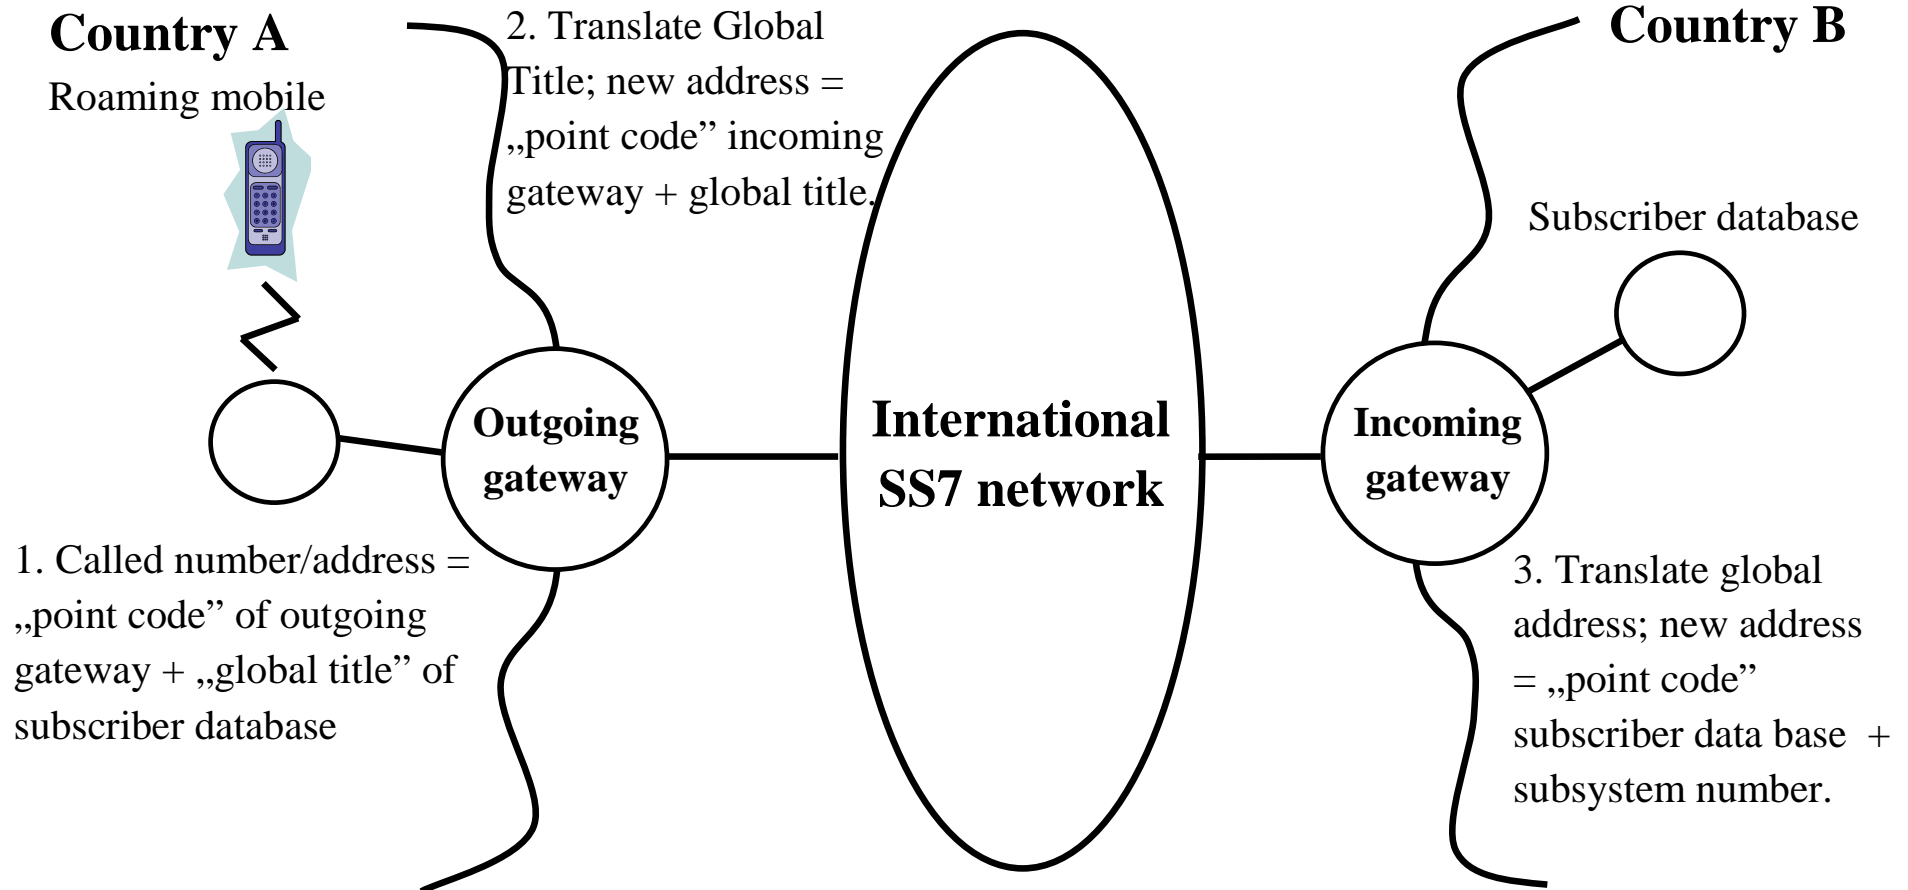 Country A
Roaming mobile
2. Translate Global
Title; new address =
„point code” incoming
gateway + global title.
Country B
Subscriber database
Outgoing
gateway
International
SS7 network
Incoming
gateway
1. Called number/address =
„point code” of outgoing
gateway + „global title” of
subscriber database
3. Translate global
address; new address
= „point code”
subscriber data base +
subsystem number.